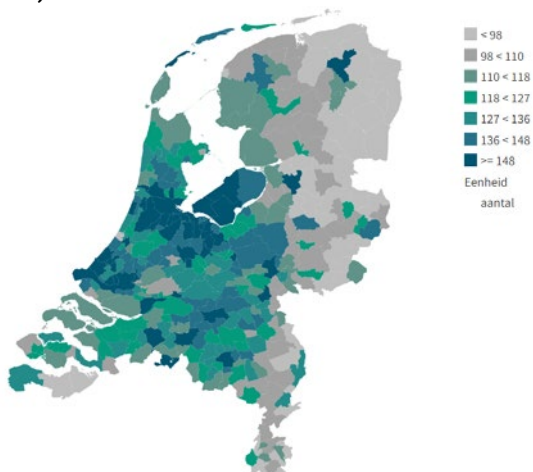 < 98
98 < 110
110 < 118
118 < 127
127 < 136
136 < 148
>= 148
Eenheid
aantal